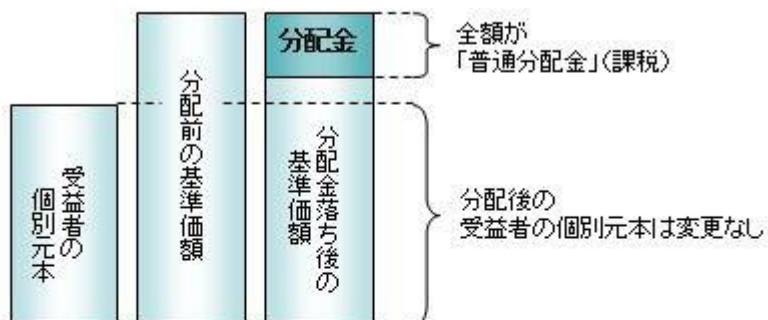 受益者の
個別元本
分配前の基準価額
分配金
分配金落ち後の
基準価額
全額が
「普通分配金」(課税)
分配後の
受益者の個別元本は変更なし